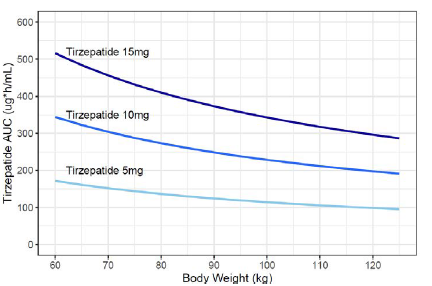 Tirzepatide AUC (ug*h/mL)
600
500
400
300
200
100
0
Tirzepatide 15mg
Tirzepatide 10mg
Tirzepatide 5mg
60 70 80 90 100 110 120
Body Weight (kg)